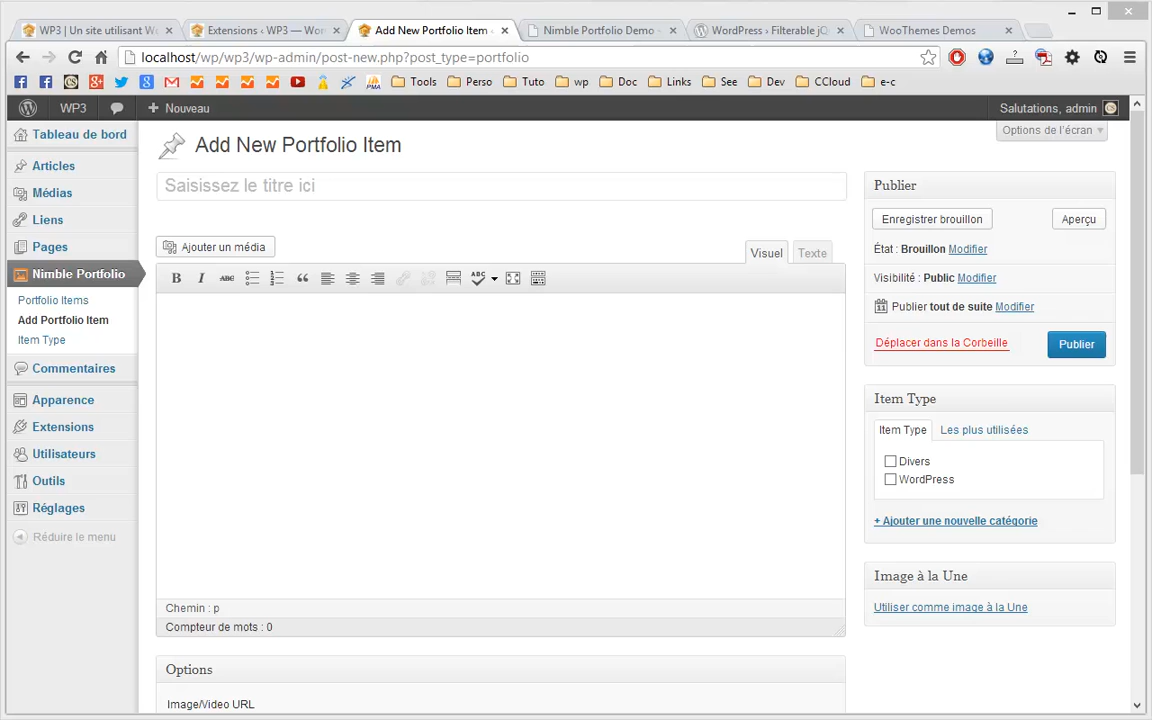 WP3 | Un site utilisant W
Extensions ‹ WP3 — Wor
Add New Portfolio Item ‹
Nimble Portfolio Demo
WordPress › Filterable jQ
WooThemes Demos
localhost/wp/wp3/wp-admin/post-new.php?post_type=portfolio
Tools
Perso
Tuto
wp
Doc
Links
See
Dev
CCloud
e-c
WP3
Nouveau
Salutations, admin
Options de l'écran
Tableau de bord
Articles
Médias
Liens
Pages
Nimble Portfolio
Portfolio Items
Add Portfolio Item
Item Type
Commentaires
Apparence
Extensions
Utilisateurs
Outils
Réglages
Réduire le menu
Add New Portfolio Item
Saisissez le titre ici
Ajouter un média
Visuel
Texte
B I ABC ABC
Chemin : p
Compteur de mots : 0
Options
Image/Video URL
Publier
Enregistrer brouillon
Aperçu
État : Brouillon Modifier
Visibilité : Public Modifier
Publier tout de suite Modifier
Déplacer dans la Corbeille
Publier
Item Type
Item Type
Les plus utilisées
Divers
WordPress
+ Ajouter une nouvelle catégorie
Image à la Une
Utiliser comme image à la Une